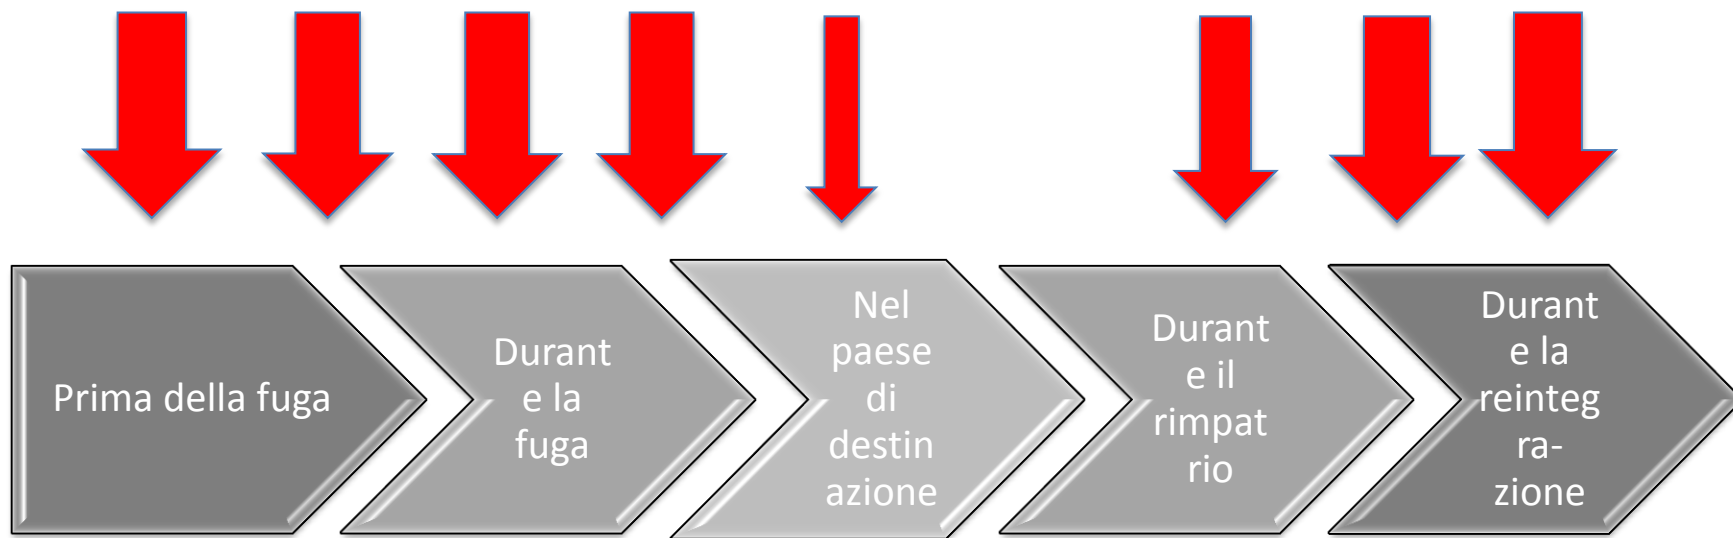 Prima della fuga
Durant
e la
fuga
Nel
paese
di
destin
azione
Durant
e il
rimpat
rio
Durant
e la
reinteg
ra-
zione